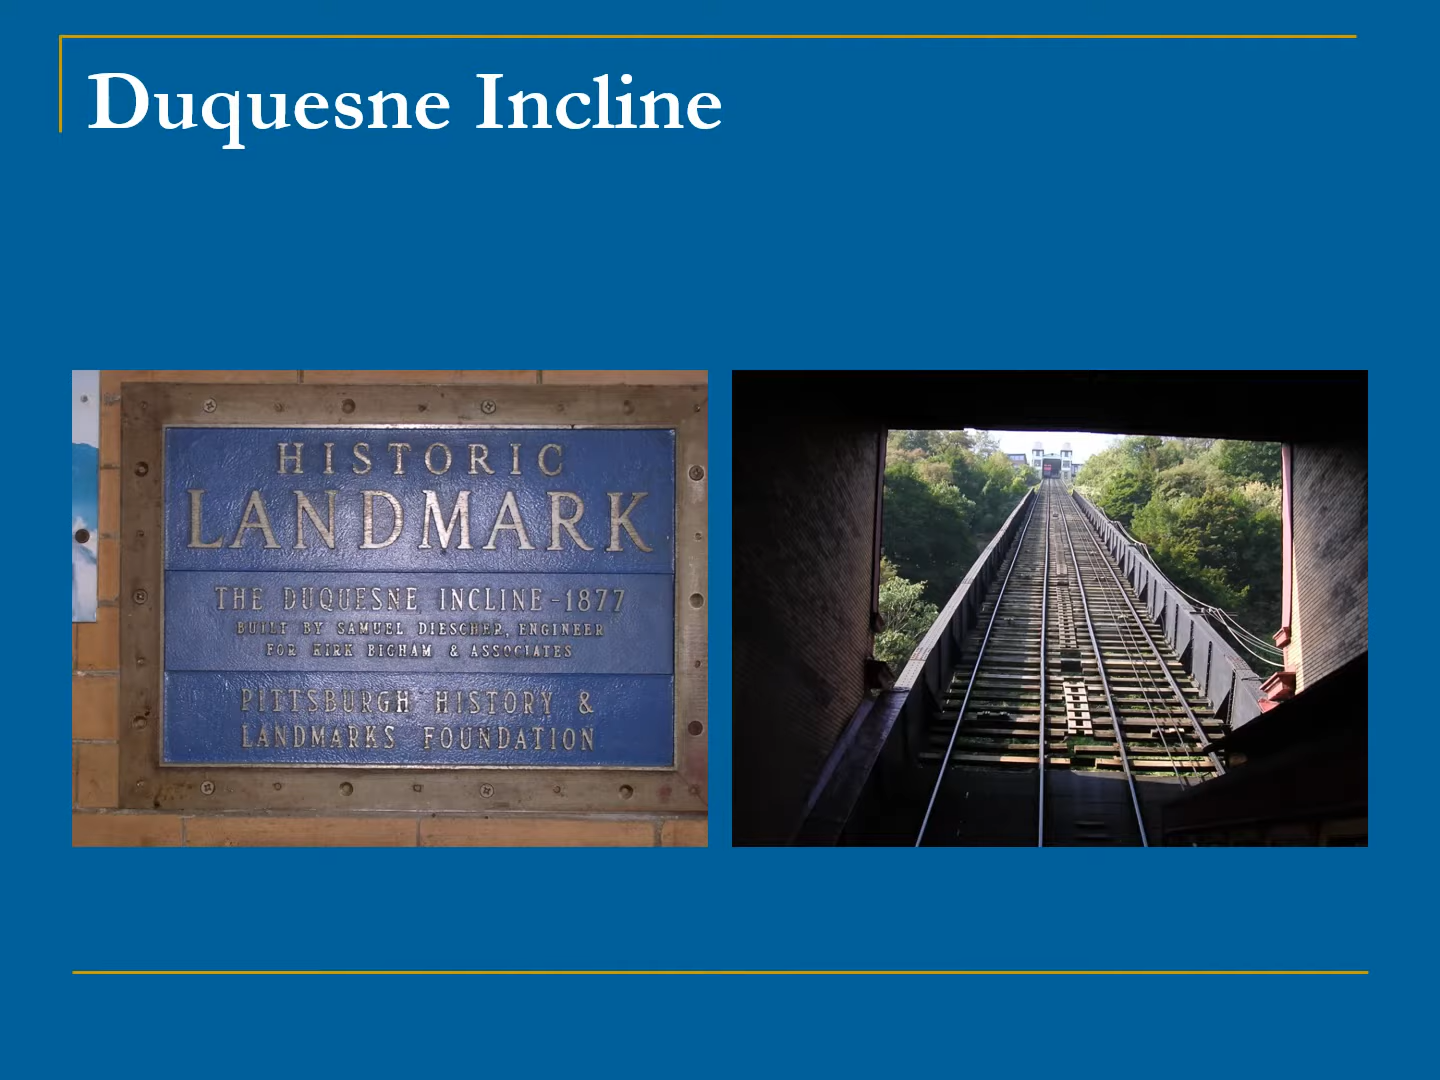 Duquesne Incline
HISTORIC
LANDMARK
THE DUQUESNE INCLINE-1877
BUILT BY SAMUEL DIESCHER, ENGINEER
FOR KIRK BIGHAM & ASSOCIATES
PITTSBURGH HISTORY &
LANDMARKS FOUNDATION